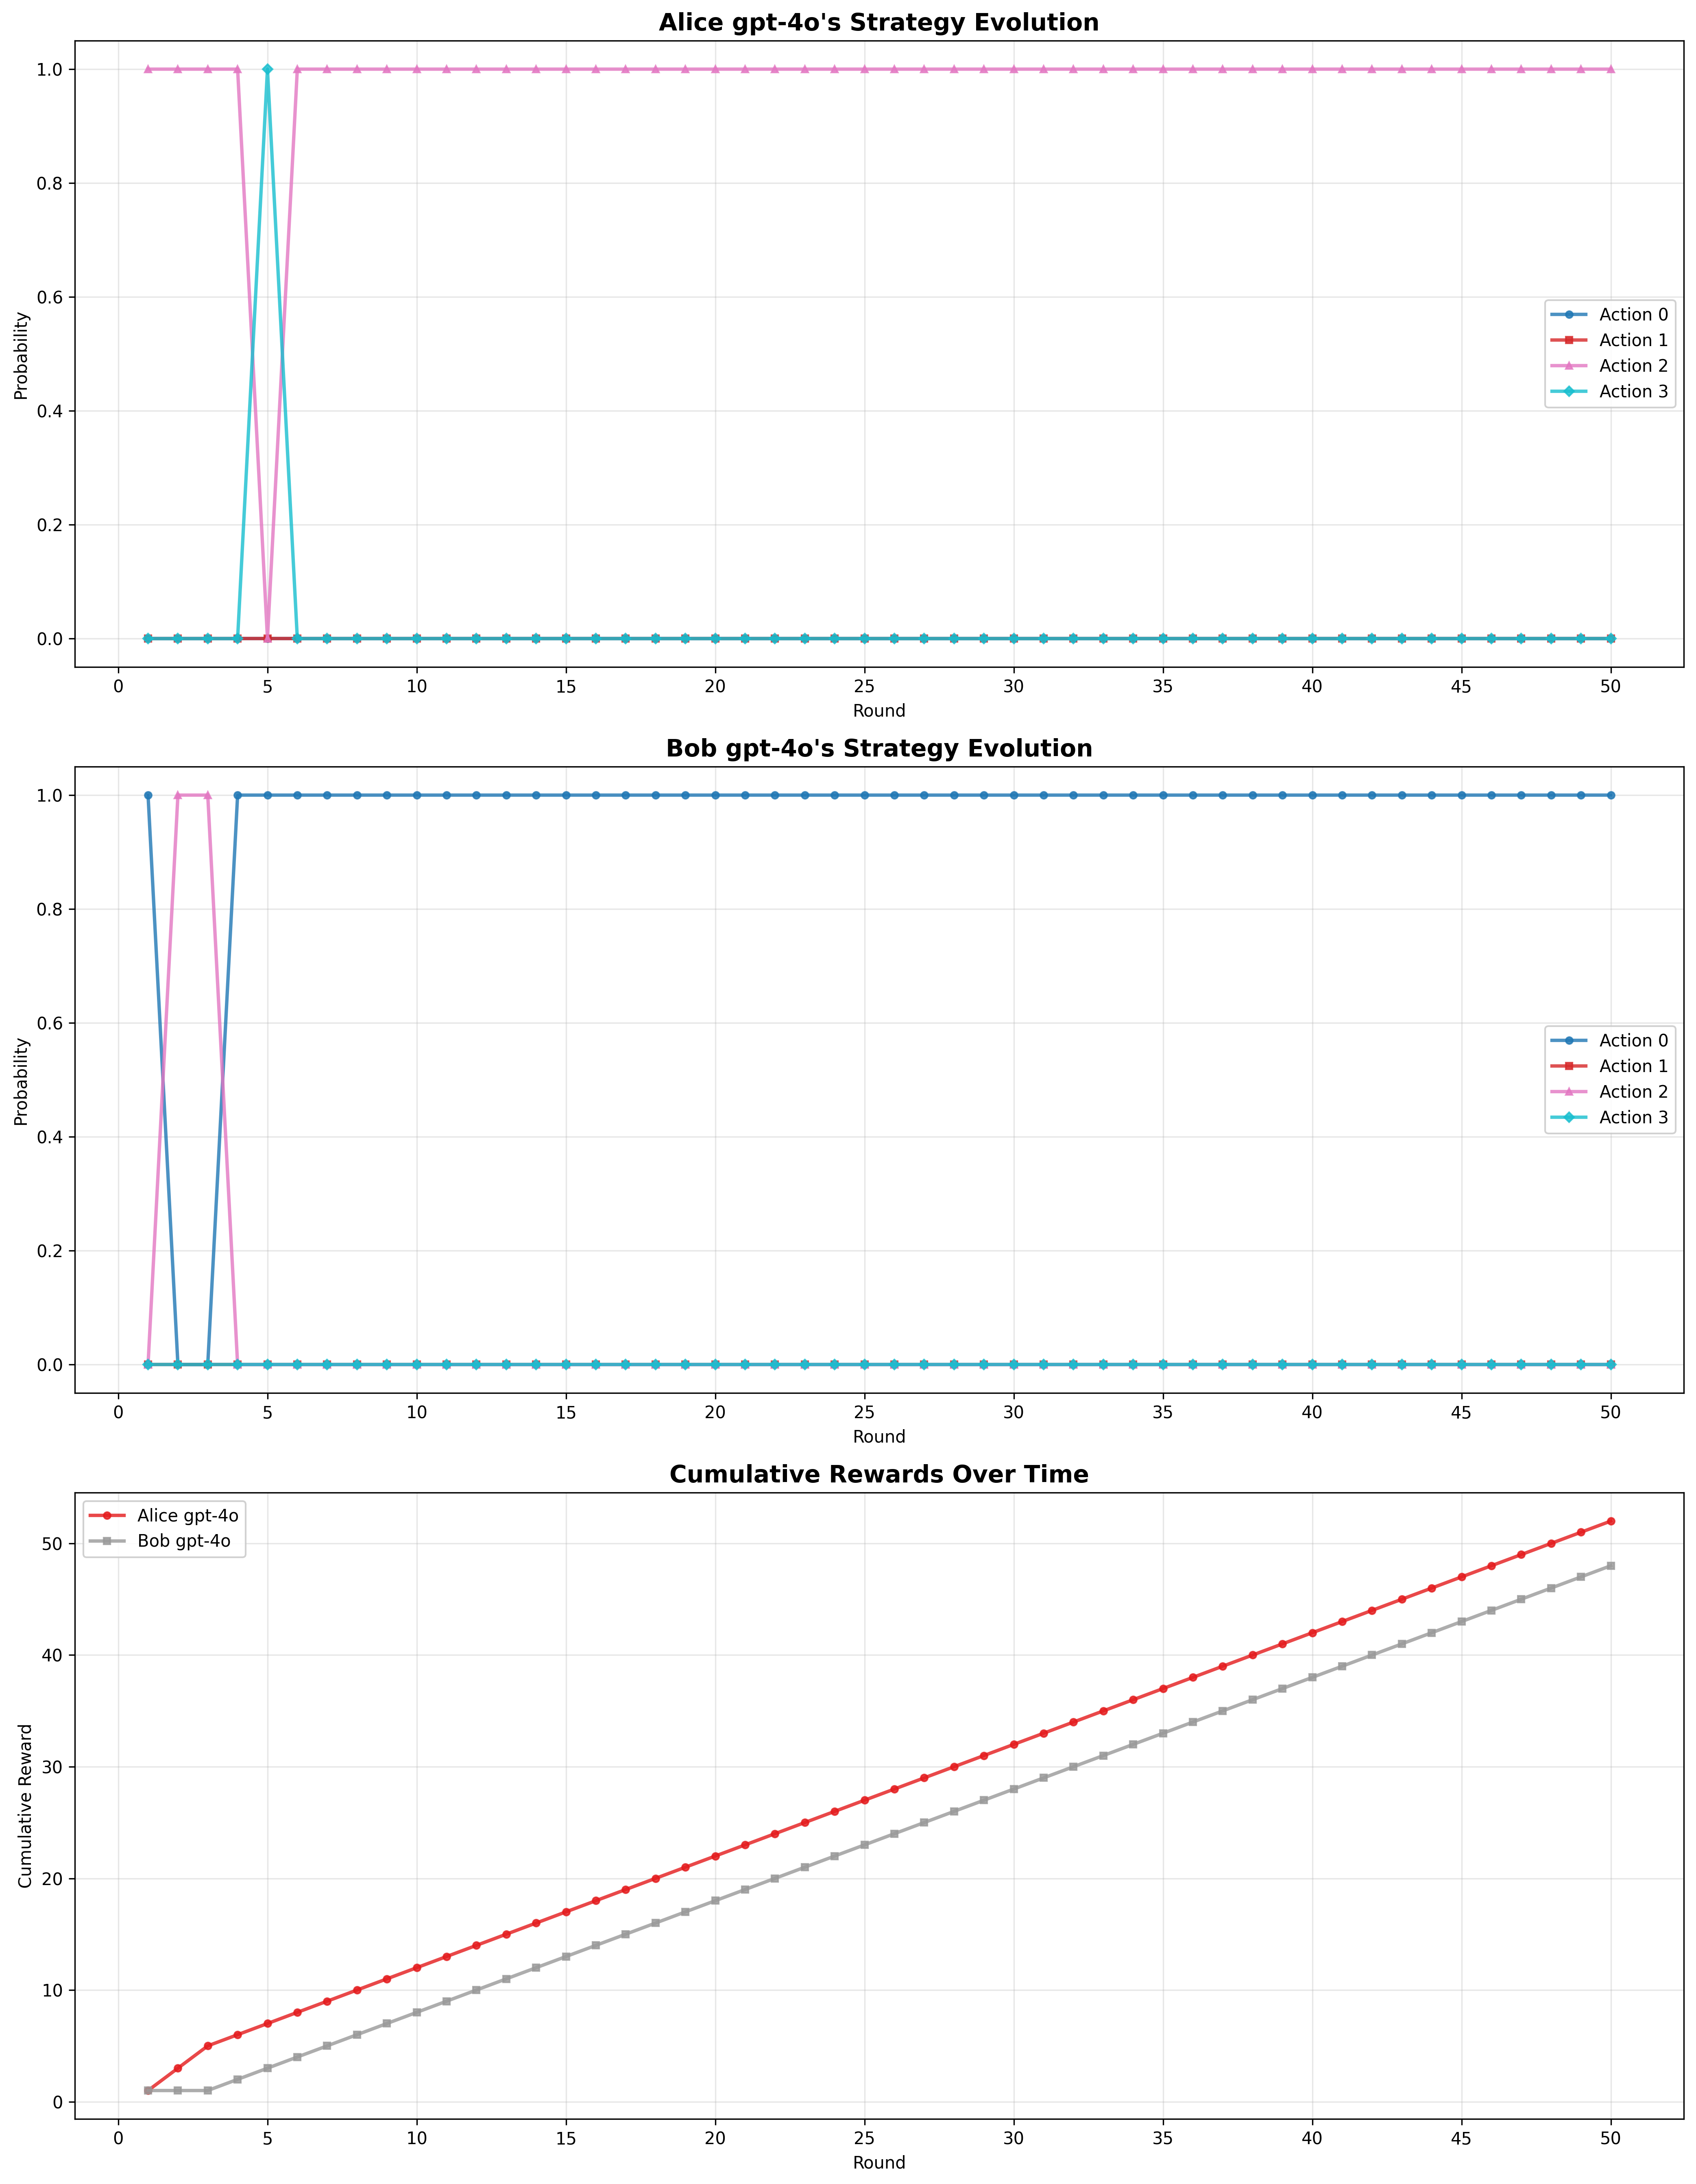 Alice gpt-4o's Strategy Evolution
1.0
0.8
0.6
0.4
0.2
0.0
Probability
Action 0
Action 1
Action 2
Action 3
0 5 10 15 20 25 30 35 40 45 50
Round
Bob gpt-4o's Strategy Evolution
1.0
0.8
0.6
0.4
0.2
0.0
Probability
Action 0
Action 1
Action 2
Action 3
0 5 10 15 20 25 30 35 40 45 50
Round
Cumulative Rewards Over Time
Alice gpt-4o
Bob gpt-4o
50
40
30
20
10
0
Cumulative Reward
0 5 10 15 20 25 30 35 40 45 50
Round